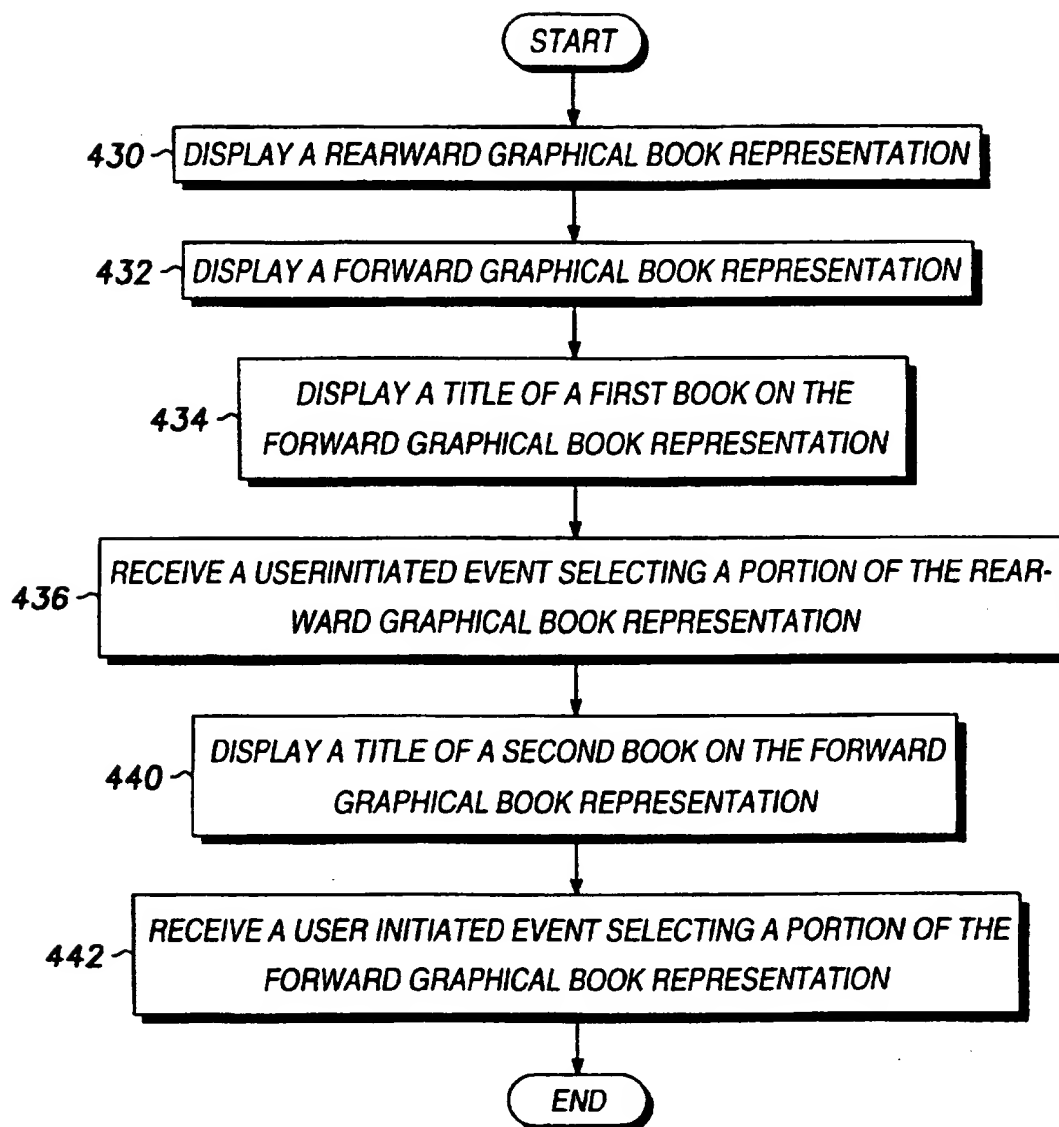 START
430 DISPLAY A REARWARD GRAPHICAL BOOK REPRESENTATION
432 DISPLAY A FORWARD GRAPHICAL BOOK REPRESENTATION
DISPLAY A TITLE OF A FIRST BOOK ON THE
434 FORWARD GRAPHICAL BOOK REPRESENTATION
RECEIVE A USERINITIATED EVENT SELECTING A PORTION OF THE REAR-
436 WARD GRAPHICAL BOOK REPRESENTATION
DISPLAY A TITLE OF A SECOND BOOK ON THE FORWARD
440 GRAPHICAL BOOK REPRESENTATION
RECEIVE A USER INITIATED EVENT SELECTING A PORTION OF THE
442 FORWARD GRAPHICAL BOOK REPRESENTATION
END